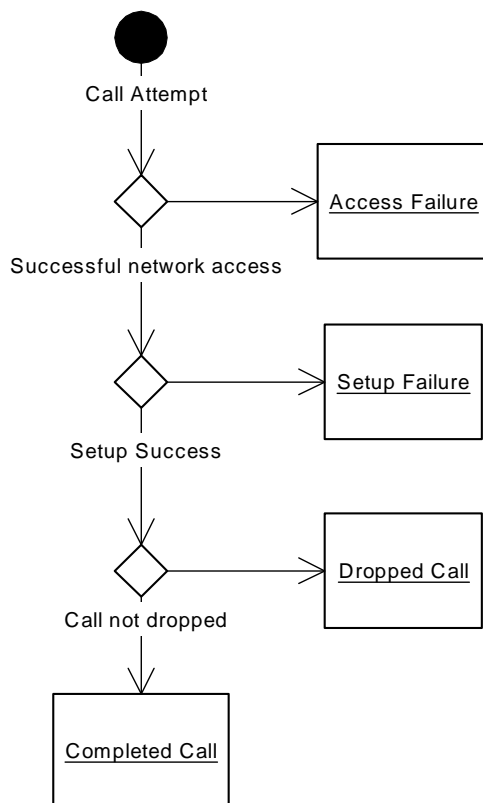 Call Attempt
Access Failure
Successful network access
Setup Failure
Setup Success
Dropped Call
Call not dropped
Completed Call